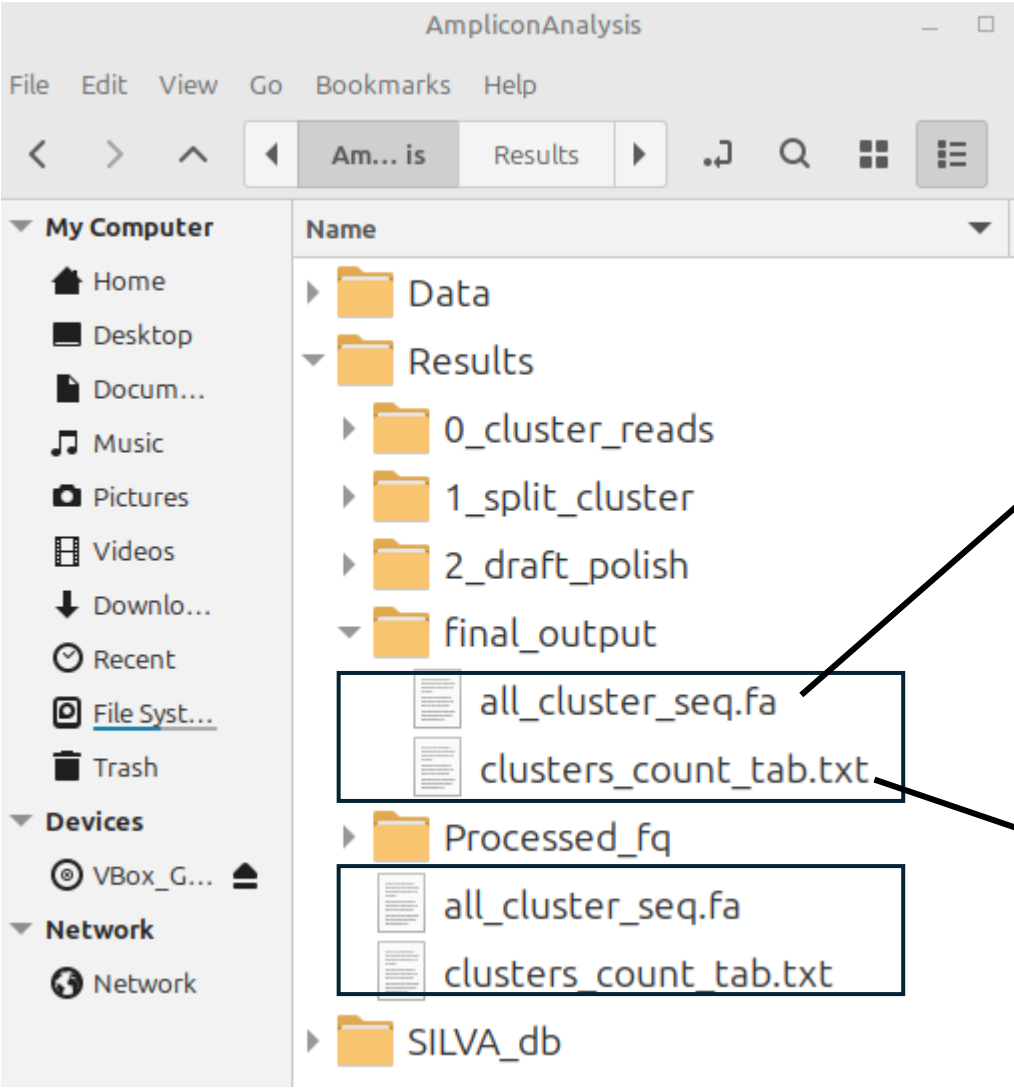 AmpliconAnalysis
File Edit View Go Bookmarks Help
Am... is Results
My Computer
Home
Desktop
Docum...
Music
Pictures
Videos
Downlo...
Recent
File Syst...
Trash
Devices
VBox_G...
Network
Network
Name
Data
Results
0_cluster_reads
1_split_cluster
2_draft_polish
final_output
all_cluster_seq.fa
clusters_count_tab.txt
Processed_fq
all_cluster_seq.fa
clusters_count_tab.txt
SILVA_db